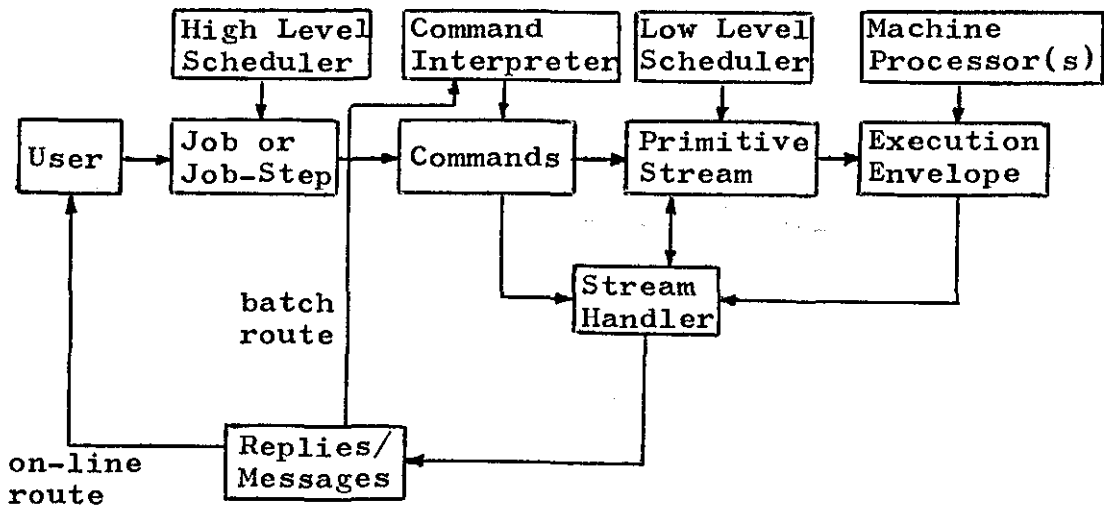 High Level
Scheduler
Command
Interpreter
Low Level
Scheduler
Machine
Processor(s)
User
Job or
Job-Step
Commands
Primitive
Stream
Execution
Envelope
Stream
Handler
batch
route
Replies/
Messages
on-line
route